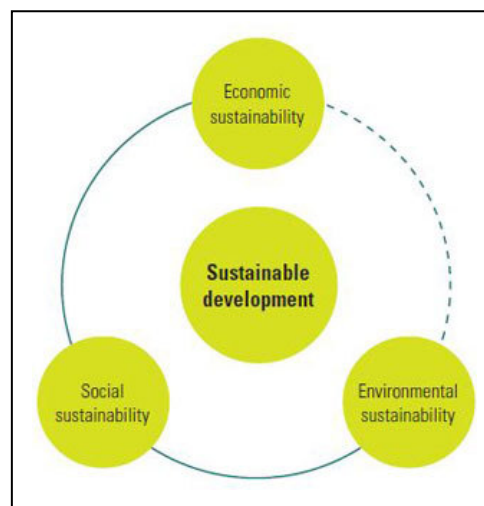 Economic
sustainability
Sustainable
development
Social
sustainability
Environmental
sustainability